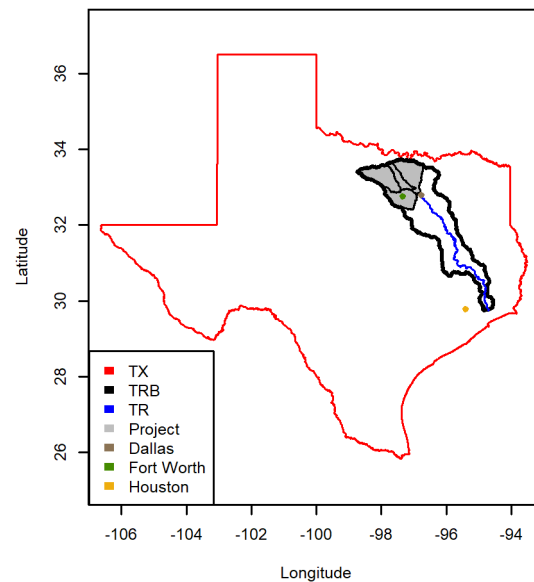 36
34
32
30
28
26
Latitude
TX
TRB
TR
Project
Dallas
Fort Worth
Houston
-106 -104 -102 -100 -98 -96 -94
Longitude